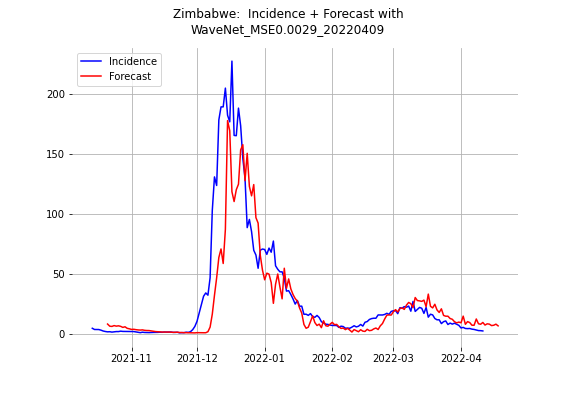 Zimbabwe:  Incidence + Forecast with
WaveNet_MSE0.0029_20220409
Incidence
Forecast
200
150
100
50
0
2021-11
2021-12
2022-01
2022-02
2022-03
2022-04